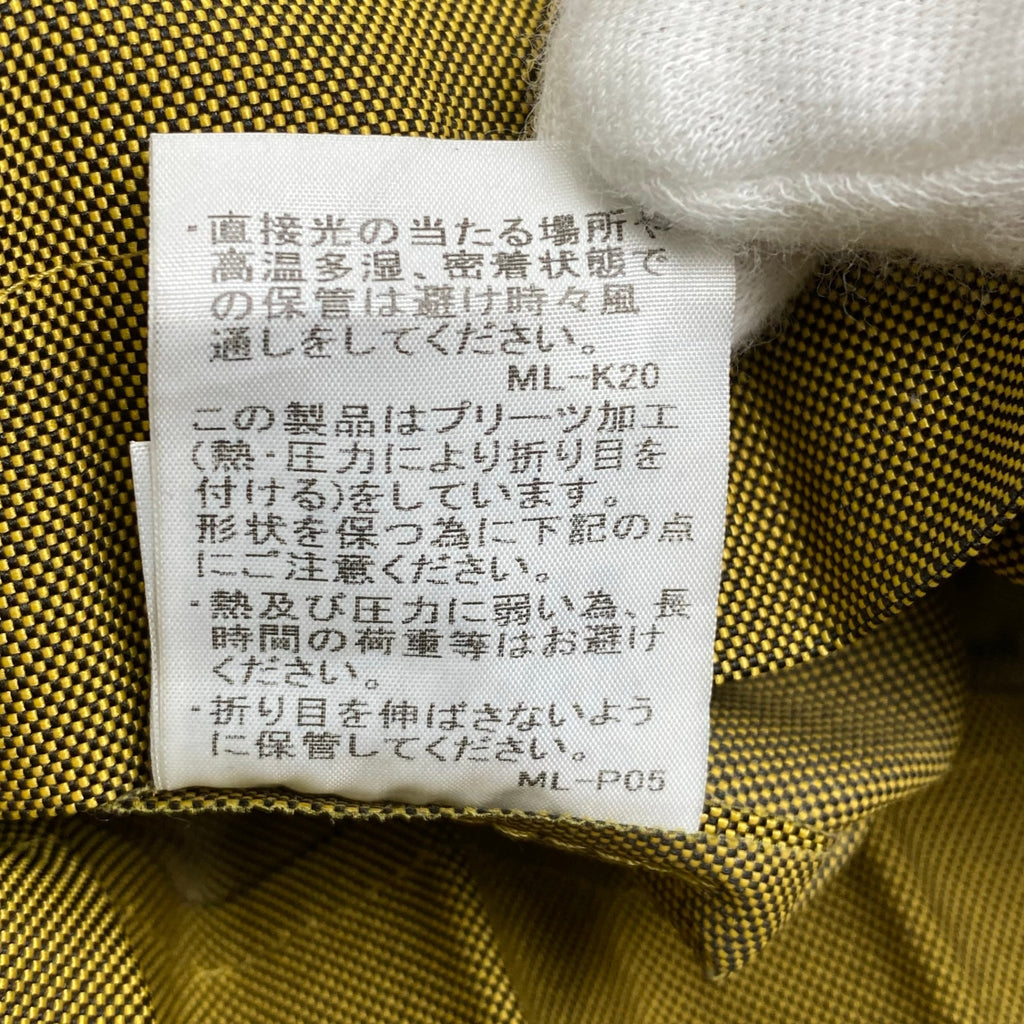 ・直接光の当たる場所や
高温多湿、密着状態で
の保管は避け時々風
通しをしてください。
ML-K20
この製品はプリーツ加工
(熱・圧力により折り目を
付ける)をしています。
形状を保つ為に下記の点
にご注意ください。
・熱及び圧力に弱い為、長
時間の荷重等はお避け
ください。
・折り目を伸ばさないよう
に保管してください。
ML-P05